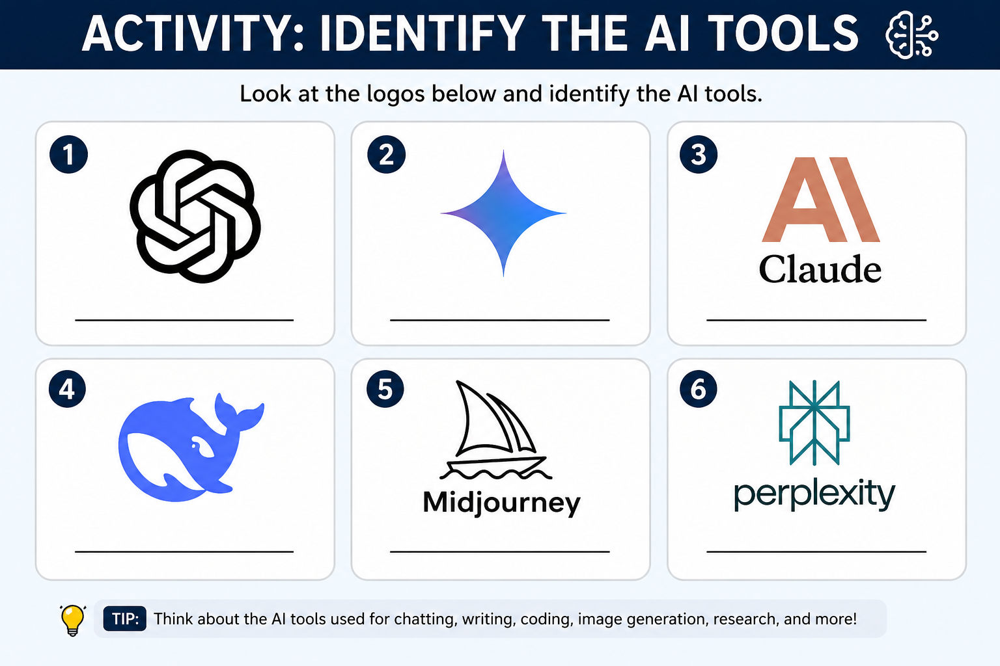 ACTIVITY: IDENTIFY THE AI TOOLS
Look at the logos below and identify the AI tools.
1
2
3
AI
Claude
4
5
6
Midjourney
perplexity
TIP: Think about the AI tools used for chatting, writing, coding, image generation, research, and more!